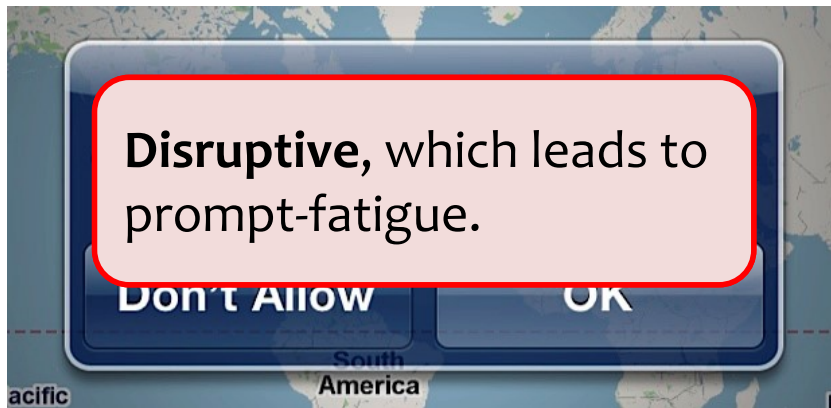 Disruptive, which leads to
prompt-fatigue.
Don't Allow
OK
South
America
acific